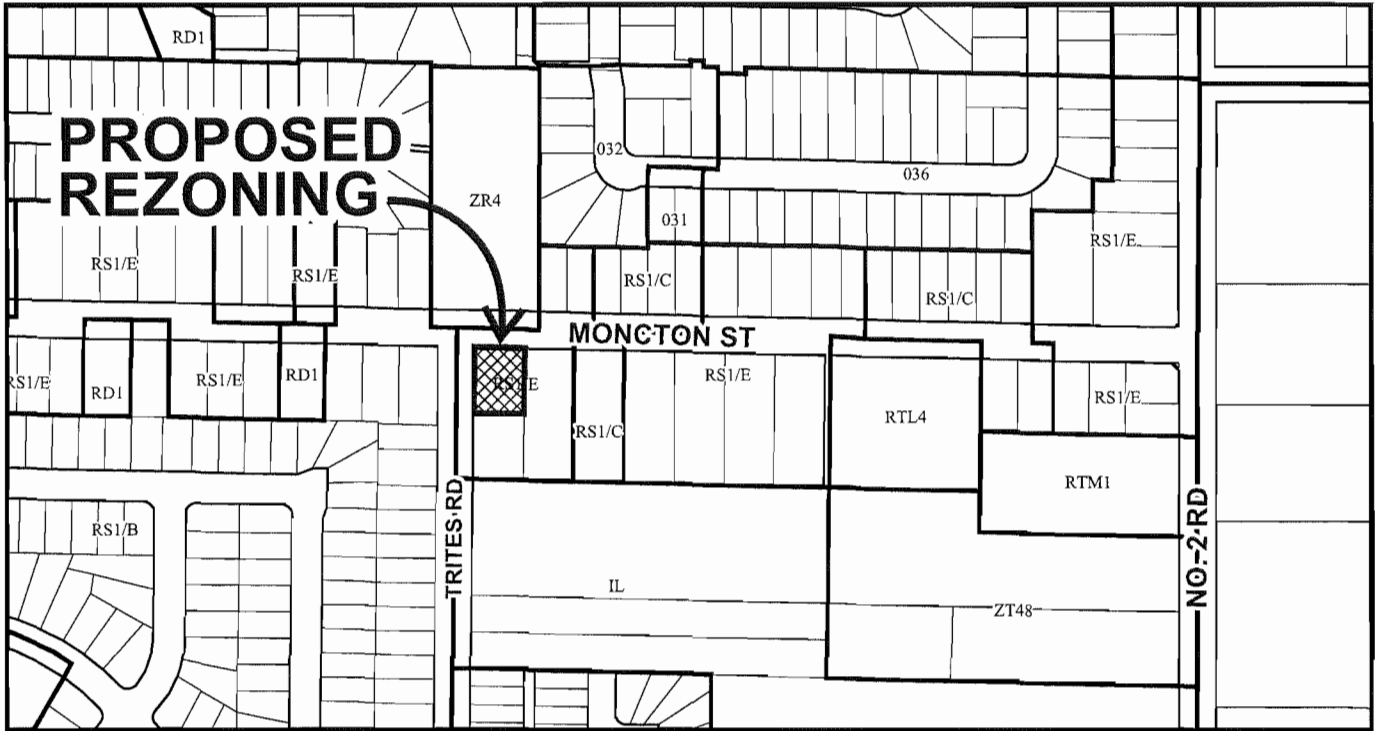 RD1
PROPOSED
REZONING
032
036
ZR4
031
RS1/E
RS1/E
RS1/E
RS1/C
RS1/C
MONCTON ST
RS1/E
RD1
RS1/E
RD1
RS1/E
RS1/C
RS1/E
RTL4
RS1/E
RTM1
RS1/B
TRITES RD
IL
ZT48
NO. 2 RD